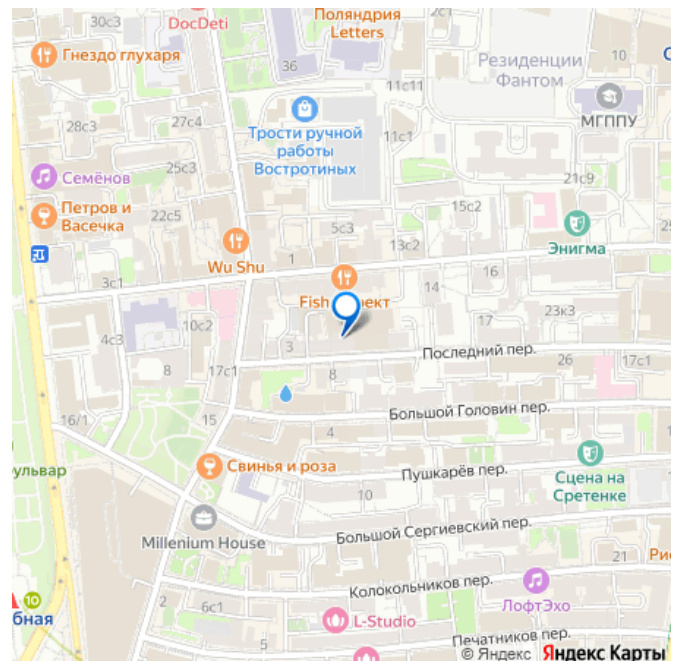 DocDeti
Поляндрия
Letters
Гнездо глухаря
36
Резиденции
Фантом
10
С
11с11
МГППУ
28с3
27с4
Трости ручной
работы
Востротиных
11с1
25с3
Семёнов
21с9
Петров и
Васечка
22с5
15с2
5с3
13с2
Энигма
25
Wu Shu
1
3с1
Fish
ект
14
16
10с2
23к3
17
4с3
3
Последний пер.
8
17с1
8
26
17с1
16/1
15
Большой Головин пер.
4
ульвар
Свинья и роза
Пушкарёв пер.
Сцена на
Сретенке
10
Millenium House
Большой Сергиевский пер.
21
Рис
Колокольников пер.
10
бная
2
6с1
ЛофтЭхо
L-Studio
Печатников пер.
© Яндекс Яндекс Карты